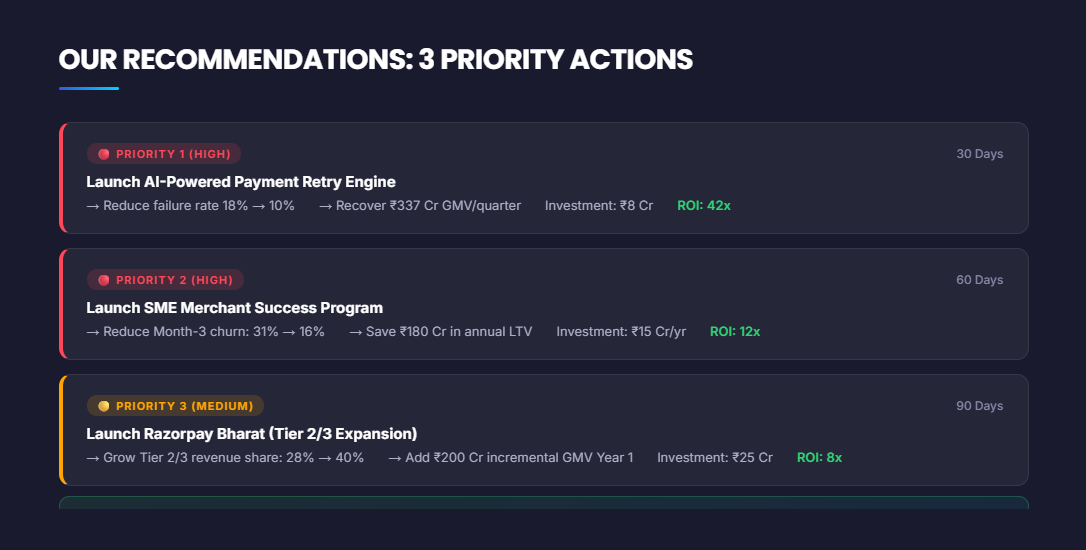 OUR RECOMMENDATIONS: 3 PRIORITY ACTIONS
PRIORITY 1 (HIGH) 30 Days
Launch AI-Powered Payment Retry Engine
→ Reduce failure rate 18% → 10% → Recover ₹337 Cr GMV/quarter Investment: ₹8 Cr ROI: 42x
PRIORITY 2 (HIGH) 60 Days
Launch SME Merchant Success Program
→ Reduce Month-3 churn: 31% → 16% → Save ₹180 Cr in annual LTV Investment: ₹15 Cr/yr ROI: 12x
PRIORITY 3 (MEDIUM) 90 Days
Launch Razorpay Bharat (Tier 2/3 Expansion)
→ Grow Tier 2/3 revenue share: 28% → 40% → Add ₹200 Cr incremental GMV Year 1 Investment: ₹25 Cr ROI: 8x